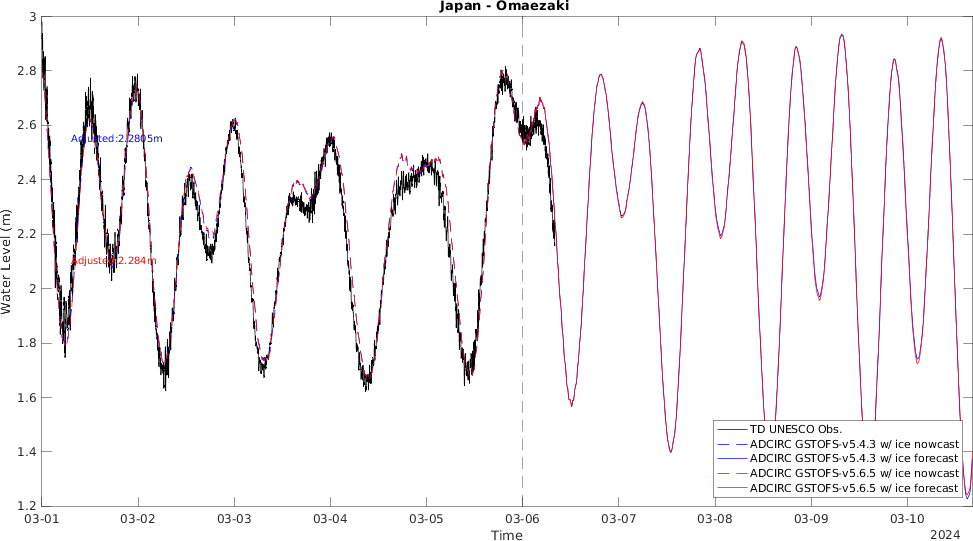 Japan - Omaezaki
3
2.8
2.6
2.4
2.2
2
1.8
1.6
1.4
1.2
Water Level (m)
Adjusted:2.2805m
Adjusted:2.284m
TD UNESCO Obs.
ADCIRC GSTOFS-v5.4.3 w/ ice nowcast
ADCIRC GSTOFS-v5.4.3 w/ ice forecast
ADCIRC GSTOFS-v5.6.5 w/ ice nowcast
ADCIRC GSTOFS-v5.6.5 w/ ice forecast
03-01 03-02 03-03 03-04 03-05 03-06 03-07 03-08 03-09 03-10
Time
2024